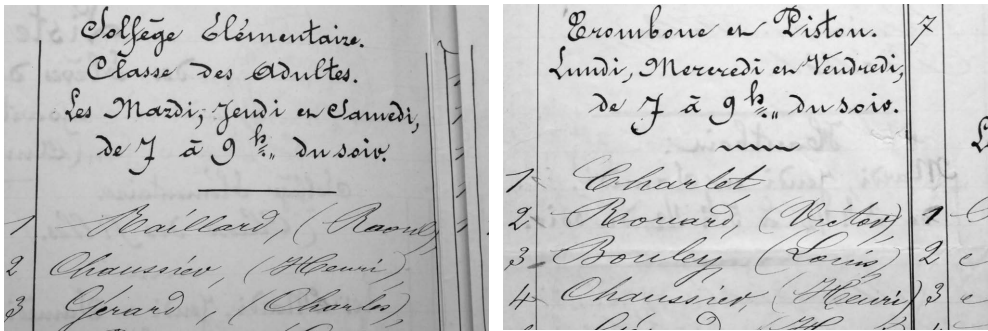 Solfège Élémentaire.
Classe des Adultes.
Les Mardi, Jeudi et Samedi,
de 7 à 9 h. du soir.
1 Maillard, (Raoul)
2 Chaussier, (Henri)
3 Gérard, (Charles),
Trombone et Piston.
7
Lundi, Mercredi et Vendredi,
de 7 à 9 h. du soir.
1 Charlet
2 Rouard, (Victor) 1
3 Bouley (Louis) 2
4 Chaussier, (Henri) 3